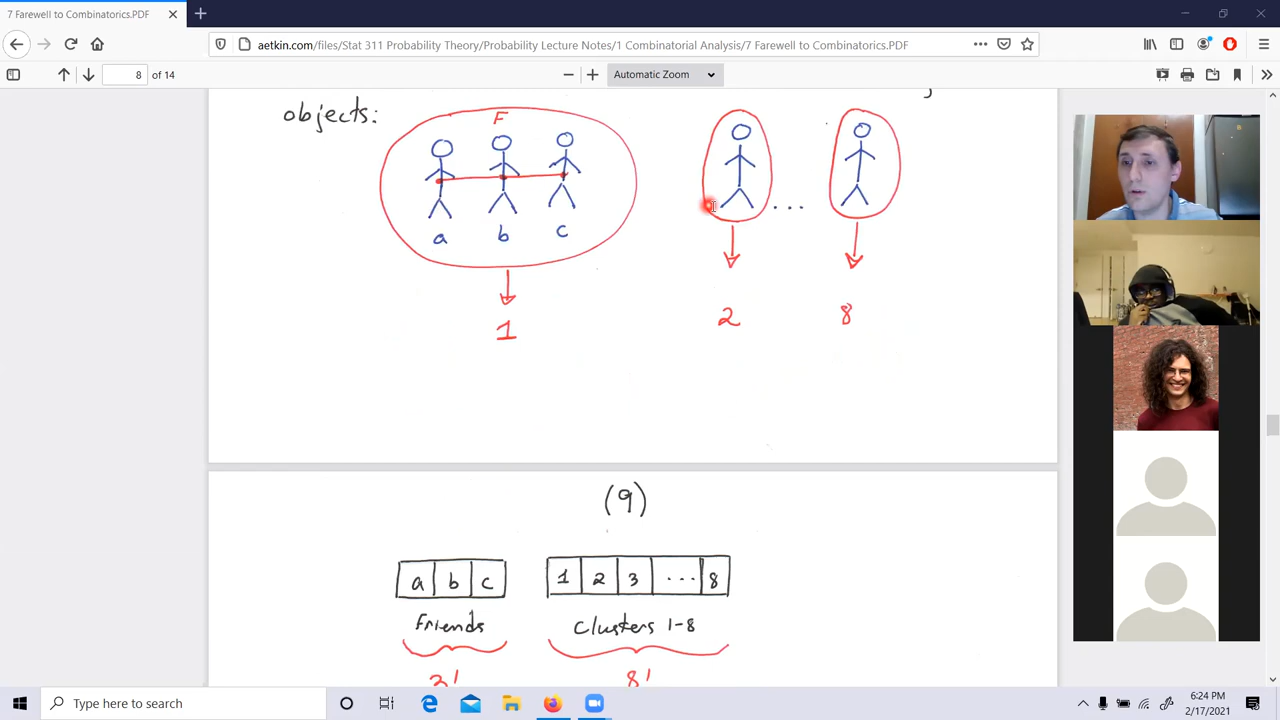 7 Farewell to Combinatorics.PDF
aetkin.com/files/Stat 311 Probability Theory/Probability Lecture Notes/1 Combinatorial Analysis/7 Farewell to Combinatorics.PDF
8 of 14
Automatic Zoom
objects:
F
a b c
...
1 2 8
(9)
a b c 1 2 3 ... 8
Friends Clusters 1-8
3! 8!
Type here to search
6:24 PM
2/17/2021